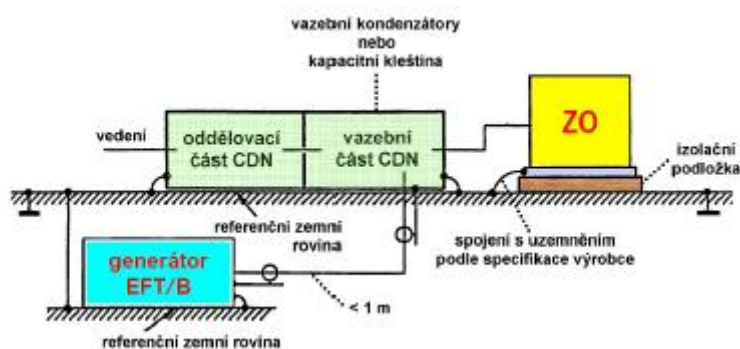 vazební kondenzátory
nebo
kapacitní kleština
vedení
oddělovací
část CDN
vazební
část CDN
ZO
izolační
podložka
referenční zemní
rovina
spojení s uzemněním
podle specifikace výrobce
generátor
EFT/B
< 1 m
referenční zemní rovina